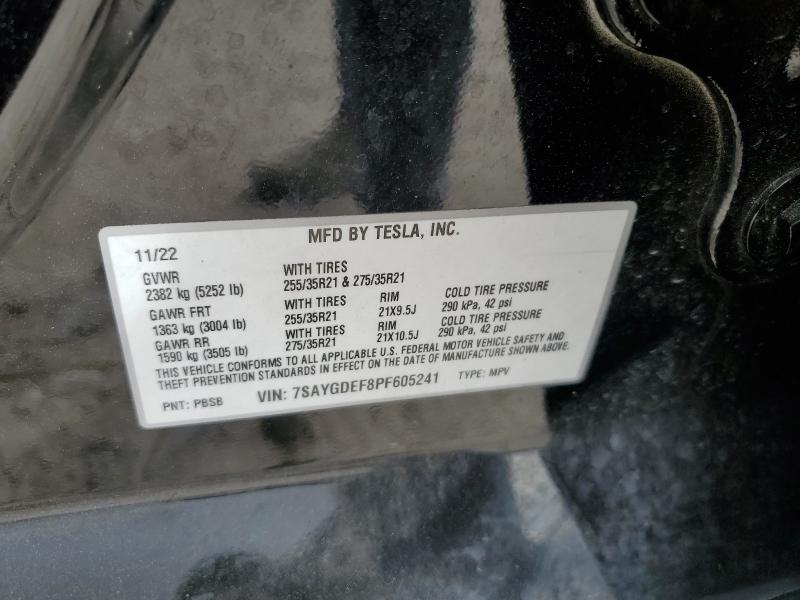 MFD BY TESLA, INC.
11/22
GVWR WITH TIRES
2382 kg (5252 lb) 255/35R21 & 275/35R21
GAWR FRT WITH TIRES RIM COLD TIRE PRESSURE
1363 kg (3004 lb) 255/35R21 21X9.5J 290 kPa, 42 psi
GAWR RR WITH TIRES RIM COLD TIRE PRESSURE
1590 kg (3505 lb) 275/35R21 21X10.5J 290 kPa, 42 psi
THIS VEHICLE CONFORMS TO ALL APPLICABLE U.S. FEDERAL MOTOR VEHICLE SAFETY AND
THEFT PREVENTION STANDARDS IN EFFECT ON THE DATE OF MANUFACTURE SHOWN ABOVE.
PNT: PBSB VIN: 7SAYGDEF8PF605241 TYPE: MPV